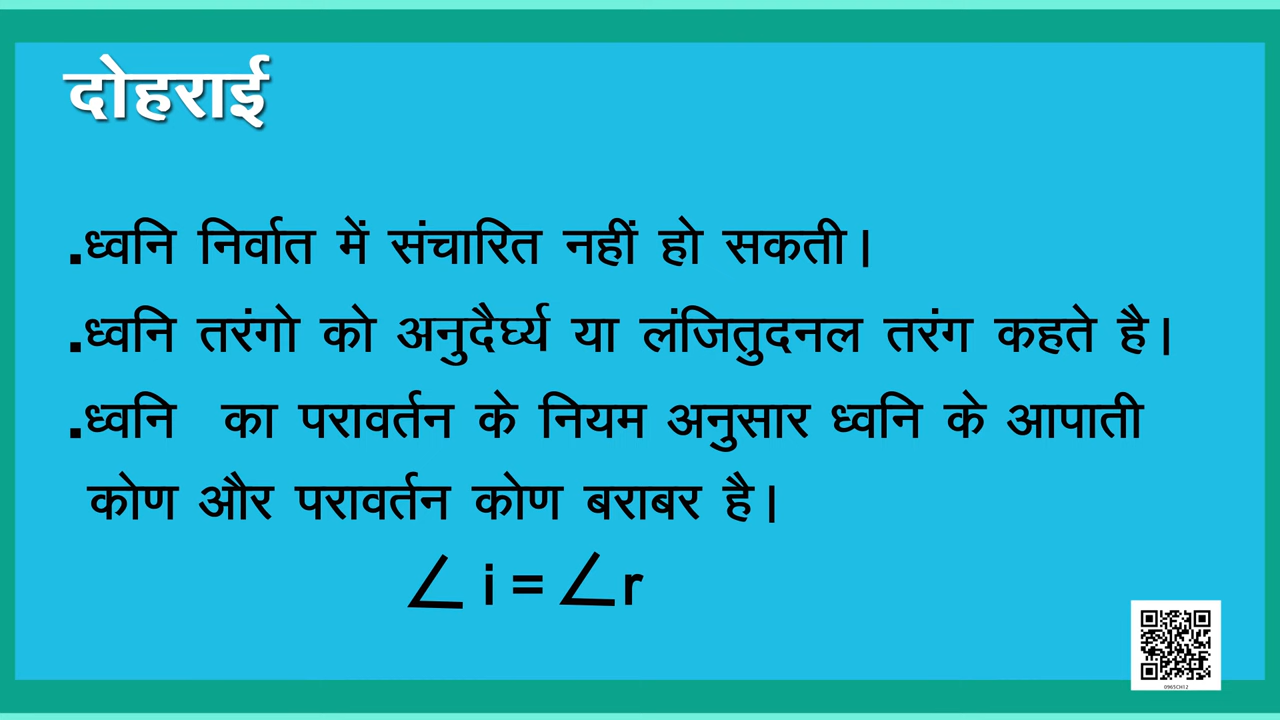 दोहराई
.ध्वनि निर्वात में संचारित नहीं हो सकती।
.ध्वनि तरंगो को अनुदैर्घ्य या लंजितुदनल तरंग कहते है।
.ध्वनि का परावर्तन के नियम अनुसार ध्वनि के आपाती
कोण और परावर्तन कोण बराबर है।
∠ i = ∠r
0965CH12